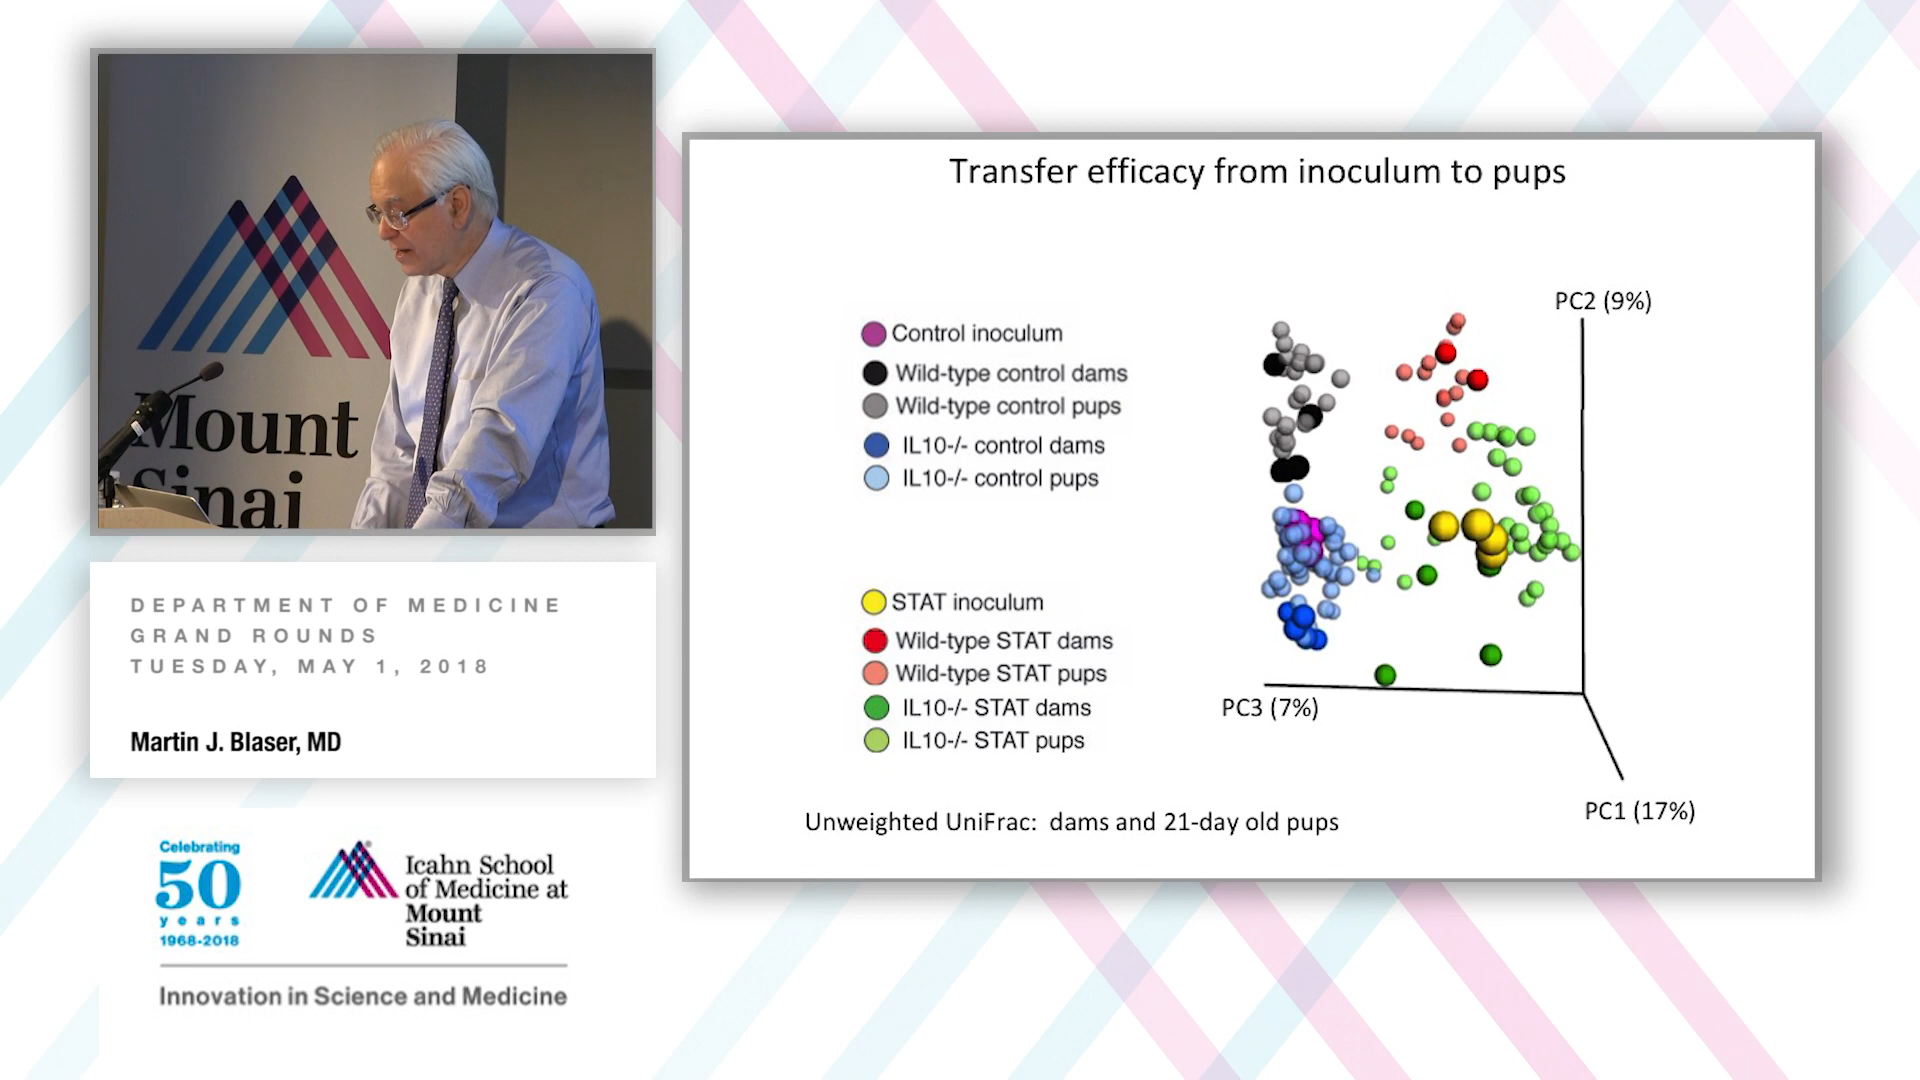 Mount
Sinai
DEPARTMENT OF MEDICINE
GRAND ROUNDS
TUESDAY, MAY 1, 2018
Martin J. Blaser, MD
Celebrating
50
years
1968-2018
Icahn School
of Medicine at
Mount
Sinai
Innovation in Science and Medicine
Transfer efficacy from inoculum to pups
Control inoculum
Wild-type control dams
Wild-type control pups
IL10-/- control dams
IL10-/- control pups
STAT inoculum
Wild-type STAT dams
Wild-type STAT pups
IL10-/- STAT dams
IL10-/- STAT pups
PC2 (9%)
PC3 (7%)
PC1 (17%)
Unweighted UniFrac: dams and 21-day old pups